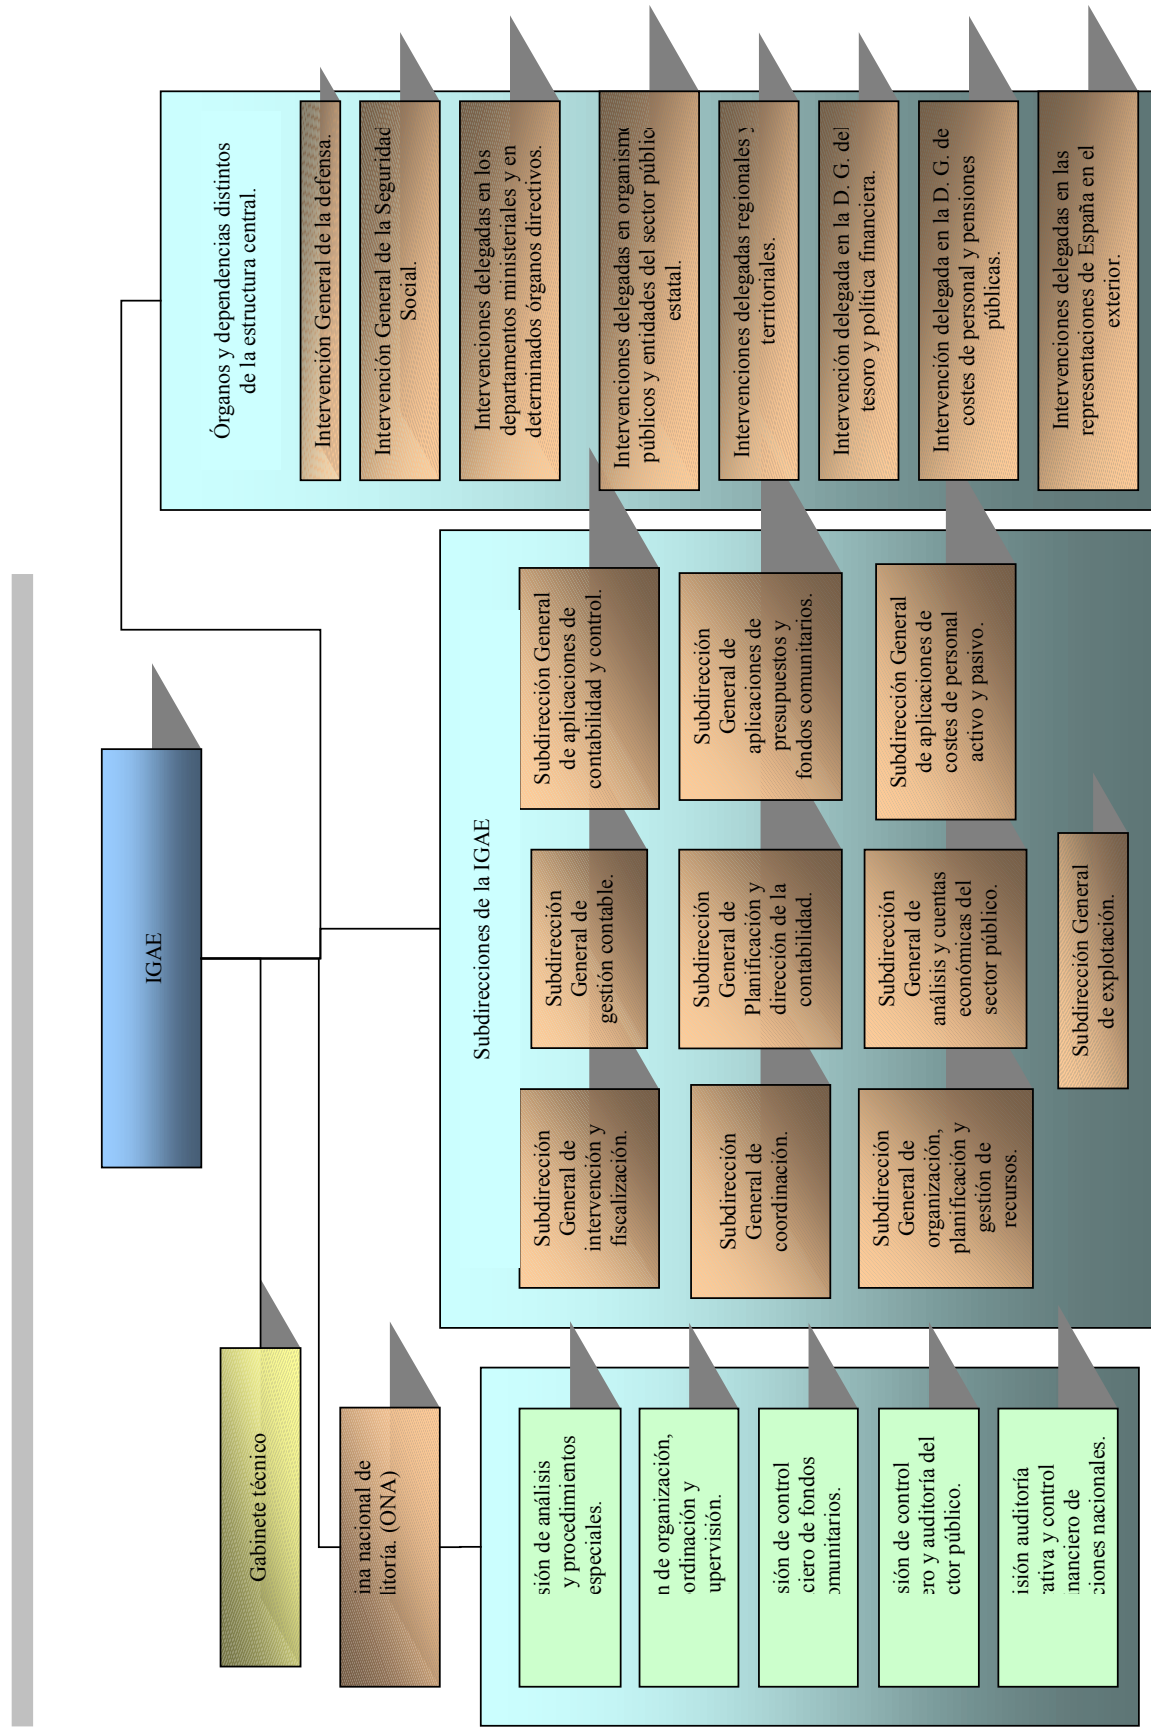 IGAE
Gabinete técnico
ina nacional de
litoría. (ONA)
sión de análisis
y procedimientos
especiales.
n de organización,
ordinación y
upervisión.
sión de control
ciero de fondos
omunitarios.
sión de control
ero y auditoría del
ctor público.
isión auditoría
ativa y control
nanciero de
ciones nacionales.
Subdirecciones de la IGAE
Subdirección
General de
intervención y
fiscalización.
Subdirección
General de
gestión contable.
Subdirección General
de aplicaciones de
contabilidad y control.
Subdirección
General de
coordinación.
Subdirección
General de
Planificación y
dirección de la
contabilidad.
Subdirección
General de
aplicaciones de
presupuestos y
fondos comunitarios.
Subdirección
General de
organización,
planificación y
gestión de
recursos.
Subdirección
General de
análisis y cuentas
económicas del
sector público.
Subdirección General
de aplicaciones de
costes de personal
activo y pasivo.
Subdirección General
de explotación.
Órganos y dependencias distintos
de la estructura central.
Intervención General de la defensa.
Intervención General de la Seguridad
Social.
Intervenciones delegadas en los
departamentos ministeriales y en
determinados órganos directivos.
Intervenciones delegadas en organismo
públicos y entidades del sector público
estatal.
Intervenciones delegadas regionales y
territoriales.
Intervención delegada en la D. G. del
tesoro y política financiera.
Intervención delegada en la D. G. de
costes de personal y pensiones
públicas.
Intervenciones delegadas en las
representaciones de España en el
exterior.